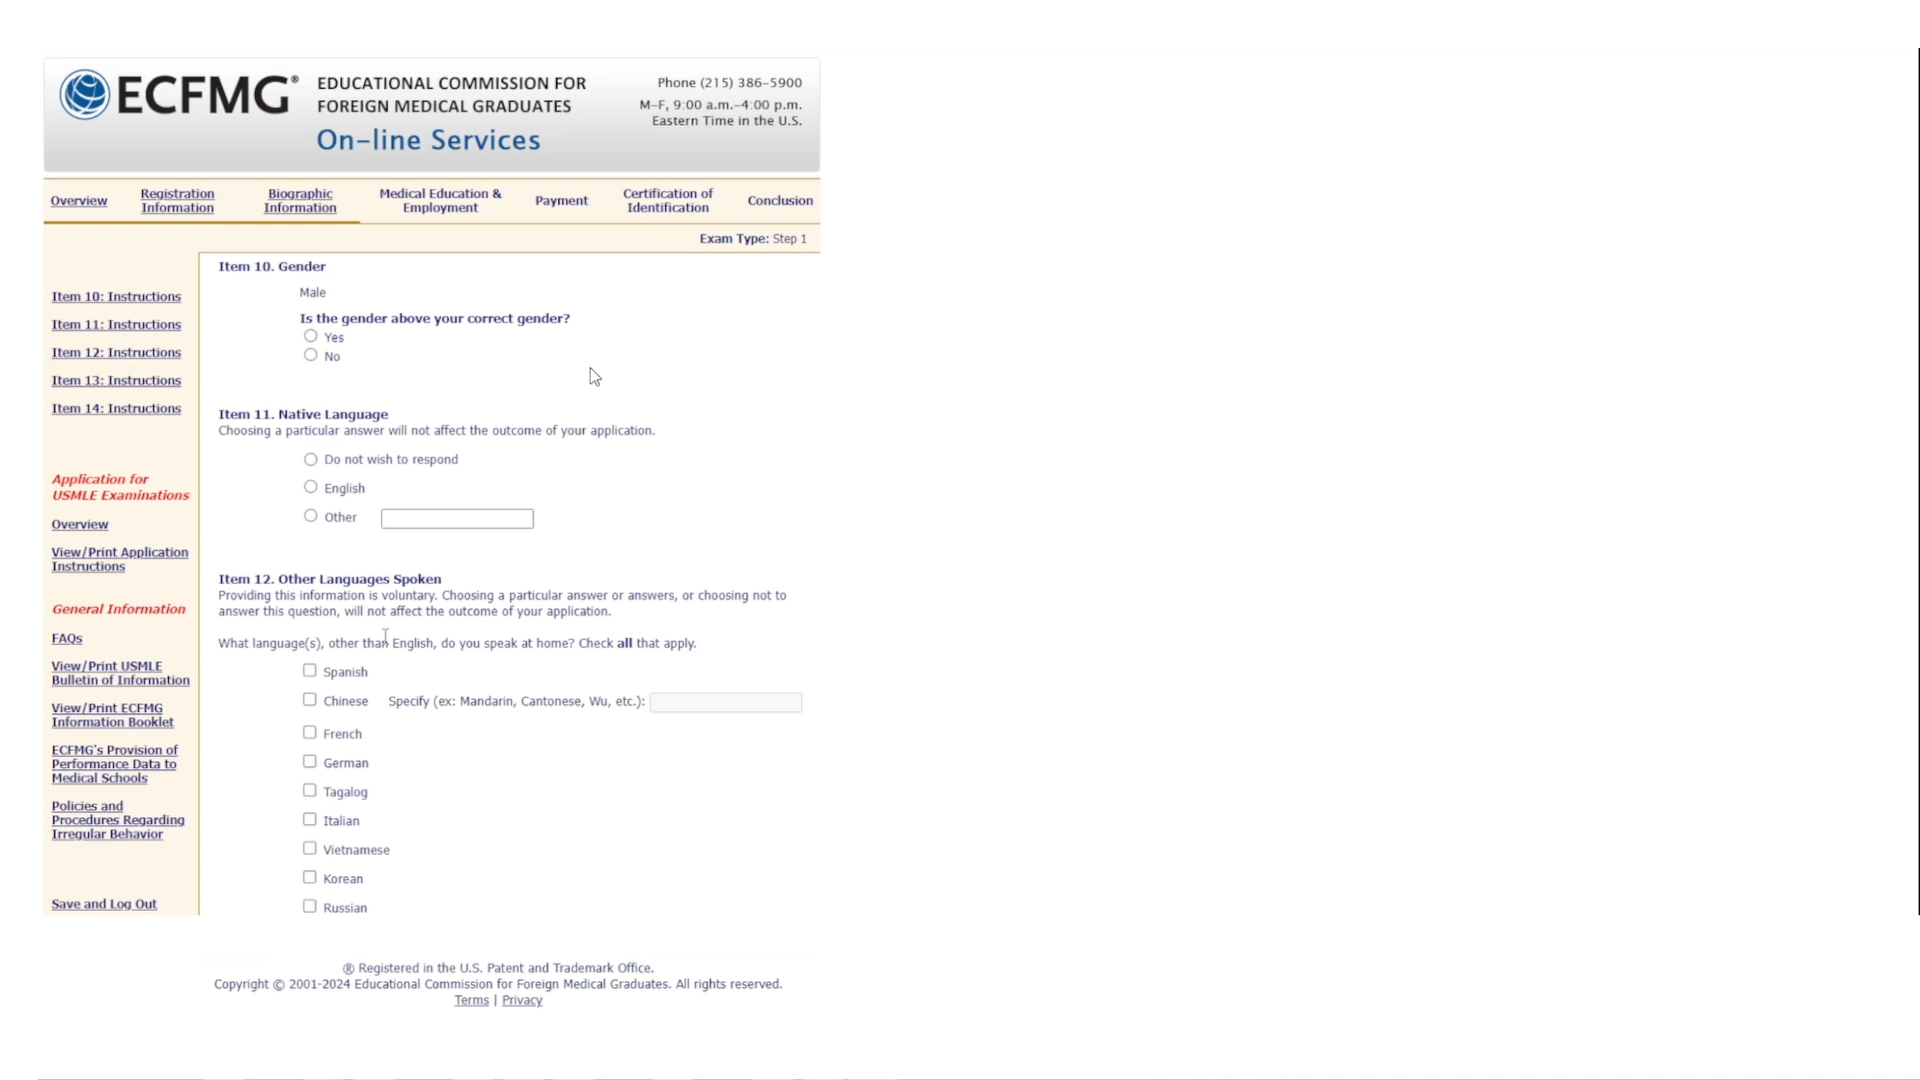 ECFMG®
EDUCATIONAL COMMISSION FOR
FOREIGN MEDICAL GRADUATES
On-line Services
Phone (215) 386-5900
M-F, 9:00 a.m.-4:00 p.m.
Eastern Time in the U.S.
Overview
Registration
Information
Biographic
Information
Medical Education &
Employment
Payment
Certification of
Identification
Conclusion
Exam Type: Step 1
Item 10: Instructions
Item 11: Instructions
Item 12: Instructions
Item 13: Instructions
Item 14: Instructions
Application for
USMLE Examinations
Overview
View/Print Application
Instructions
General Information
FAQs
View/Print USMLE
Bulletin of Information
View/Print ECFMG
Information Booklet
ECFMG's Provision of
Performance Data to
Medical Schools
Policies and
Procedures Regarding
Irregular Behavior
Save and Log Out
Item 10. Gender
Male
Is the gender above your correct gender?
Yes
No
Item 11. Native Language
Choosing a particular answer will not affect the outcome of your application.
Do not wish to respond
English
Other
Item 12. Other Languages Spoken
Providing this information is voluntary. Choosing a particular answer or answers, or choosing not to
answer this question, will not affect the outcome of your application.
What language(s), other than English, do you speak at home? Check all that apply.
Spanish
Chinese Specify (ex: Mandarin, Cantonese, Wu, etc.):
French
German
Tagalog
Italian
Vietnamese
Korean
Russian
® Registered in the U.S. Patent and Trademark Office.
Copyright © 2001-2024 Educational Commission for Foreign Medical Graduates. All rights reserved.
Terms | Privacy